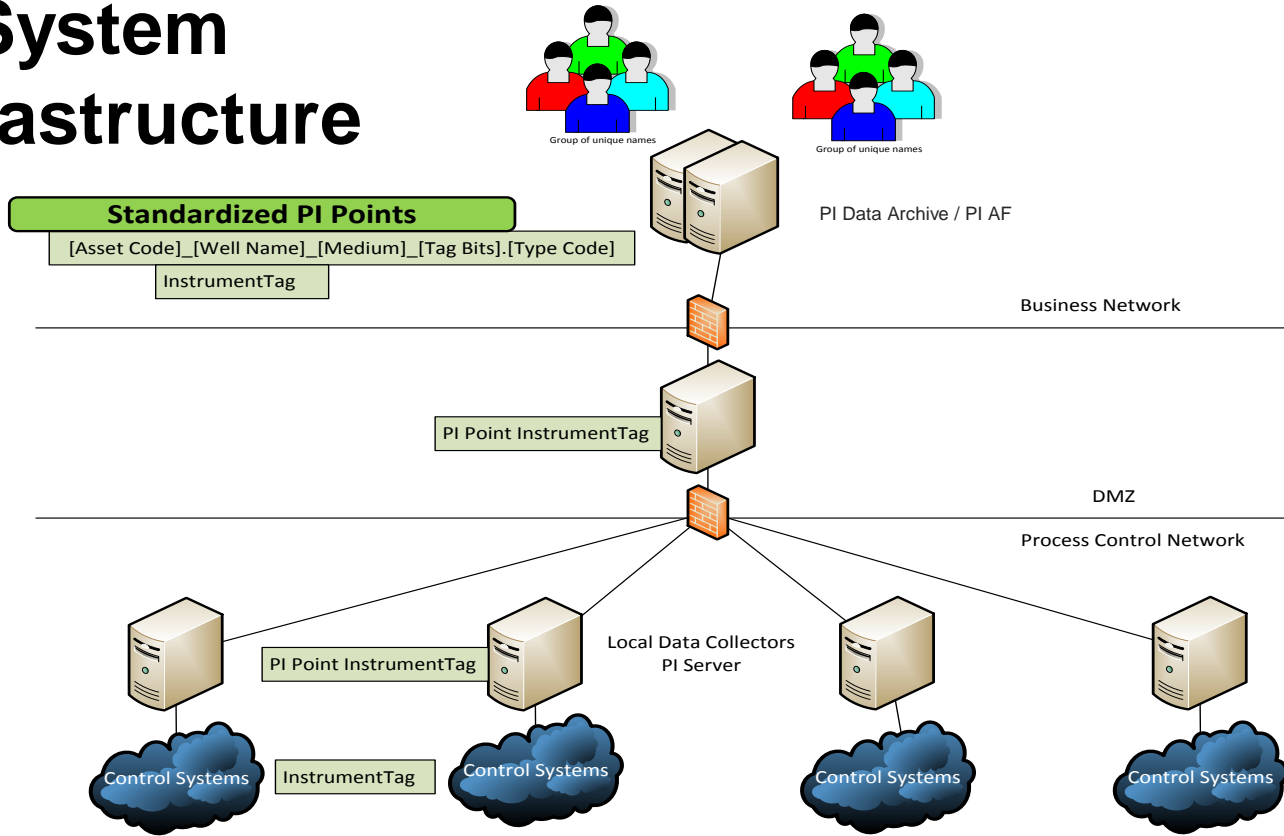 System
astructure
Group of unique names
Group of unique names
Standardized PI Points
[Asset Code]_[Well Name]_[Medium]_[Tag Bits].[Type Code]
InstrumentTag
PI Data Archive / PI AF
Business Network
PI Point InstrumentTag
DMZ
Process Control Network
Local Data Collectors
PI Server
PI Point InstrumentTag
Control Systems
InstrumentTag
Control Systems
Control Systems
Control Systems